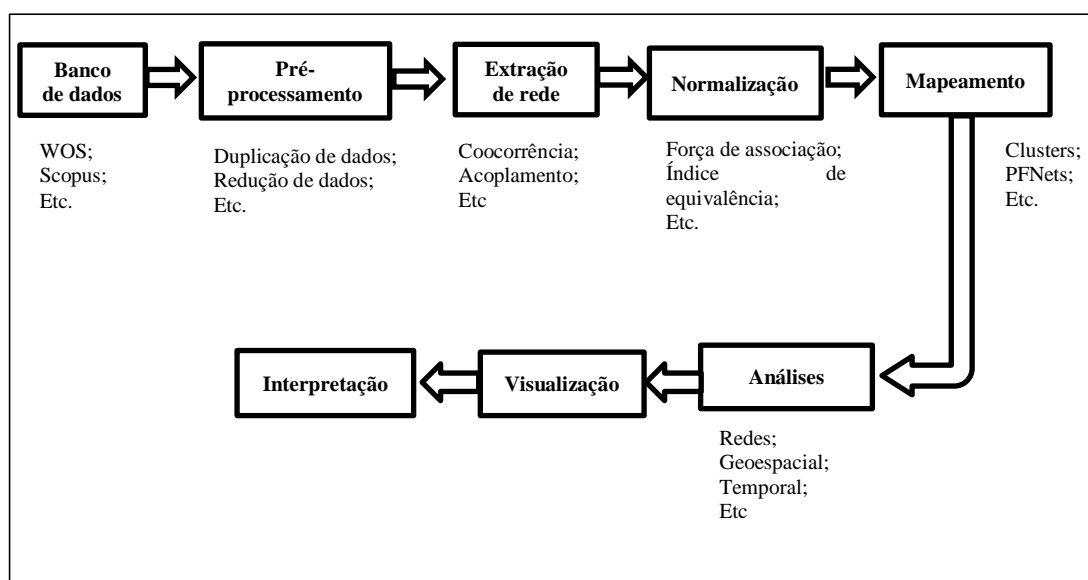 Banco
de dados
Pré-
processamento
Extração
de rede
Normalização
Mapeamento
WOS;
Scopus;
Etc.
Duplicação de dados;
Redução de dados;
Etc.
Coocorrência;
Acoplamento;
Etc
Força de associação;
Índice de
equivalência;
Etc.
Clusters;
PFNets;
Etc.
Interpretação
Visualização
Análises
Redes;
Geoespacial;
Temporal;
Etc